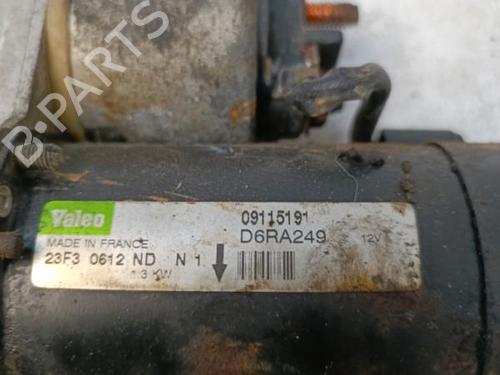 B-PARTS
Valeo
09115191
MADE IN FRANCE
D6RA249
12V
23F3 0612 ND N 1
1.3 KW